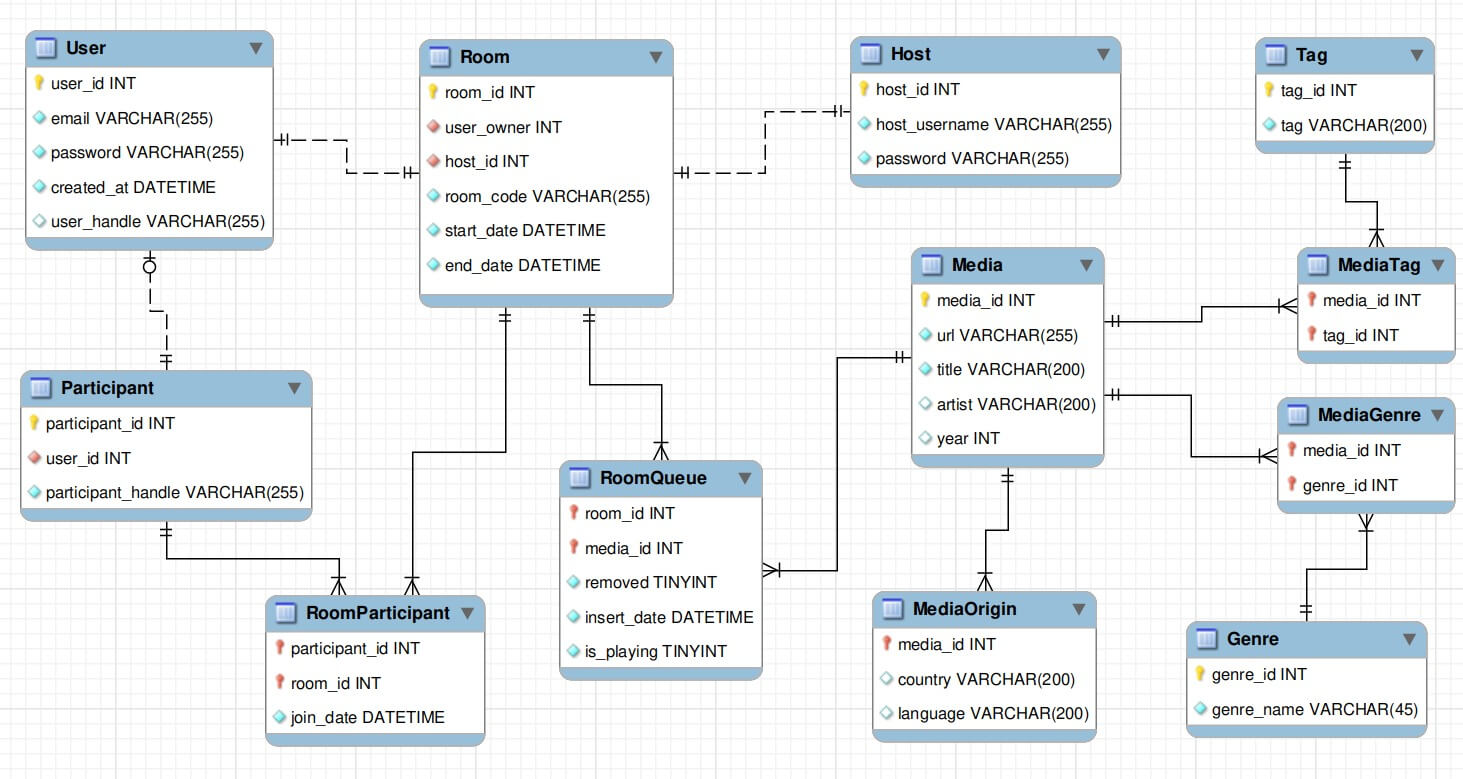 User
user_id INT
email VARCHAR(255)
password VARCHAR(255)
created_at DATETIME
user_handle VARCHAR(255)
Room
room_id INT
user_owner INT
host_id INT
room_code VARCHAR(255)
start_date DATETIME
end_date DATETIME
Host
host_id INT
host_username VARCHAR(255)
password VARCHAR(255)
Tag
tag_id INT
tag VARCHAR(200)
Media
media_id INT
url VARCHAR(255)
title VARCHAR(200)
artist VARCHAR(200)
year INT
MediaTag
media_id INT
tag_id INT
Participant
participant_id INT
user_id INT
participant_handle VARCHAR(255)
MediaGenre
media_id INT
genre_id INT
RoomQueue
room_id INT
media_id INT
removed TINYINT
insert_date DATETIME
is_playing TINYINT
RoomParticipant
participant_id INT
room_id INT
join_date DATETIME
MediaOrigin
media_id INT
country VARCHAR(200)
language VARCHAR(200)
Genre
genre_id INT
genre_name VARCHAR(45)